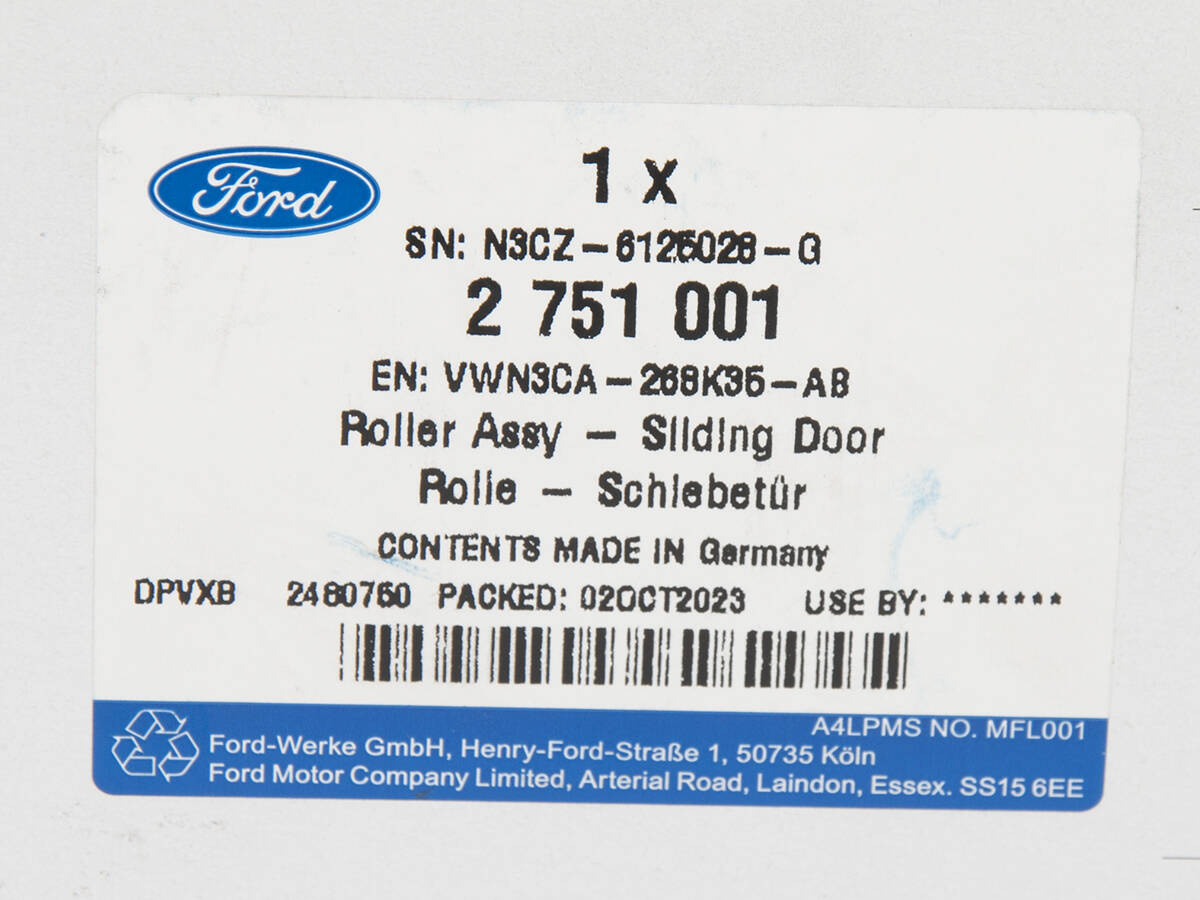 Ford
1 x
SN: N3CZ-6125028-G
2 751 001
EN: VWN3CA-268K35-AB
Roller Assy - Sliding Door
Rolle - Schiebetür
CONTENTS MADE IN Germany
DPVXB 2480750 PACKED: 02OCT2023 USE BY: *******
A4LPMS NO. MFL001
Ford-Werke GmbH, Henry-Ford-Straße 1, 50735 Köln
Ford Motor Company Limited, Arterial Road, Laindon, Essex. SS15 6EE